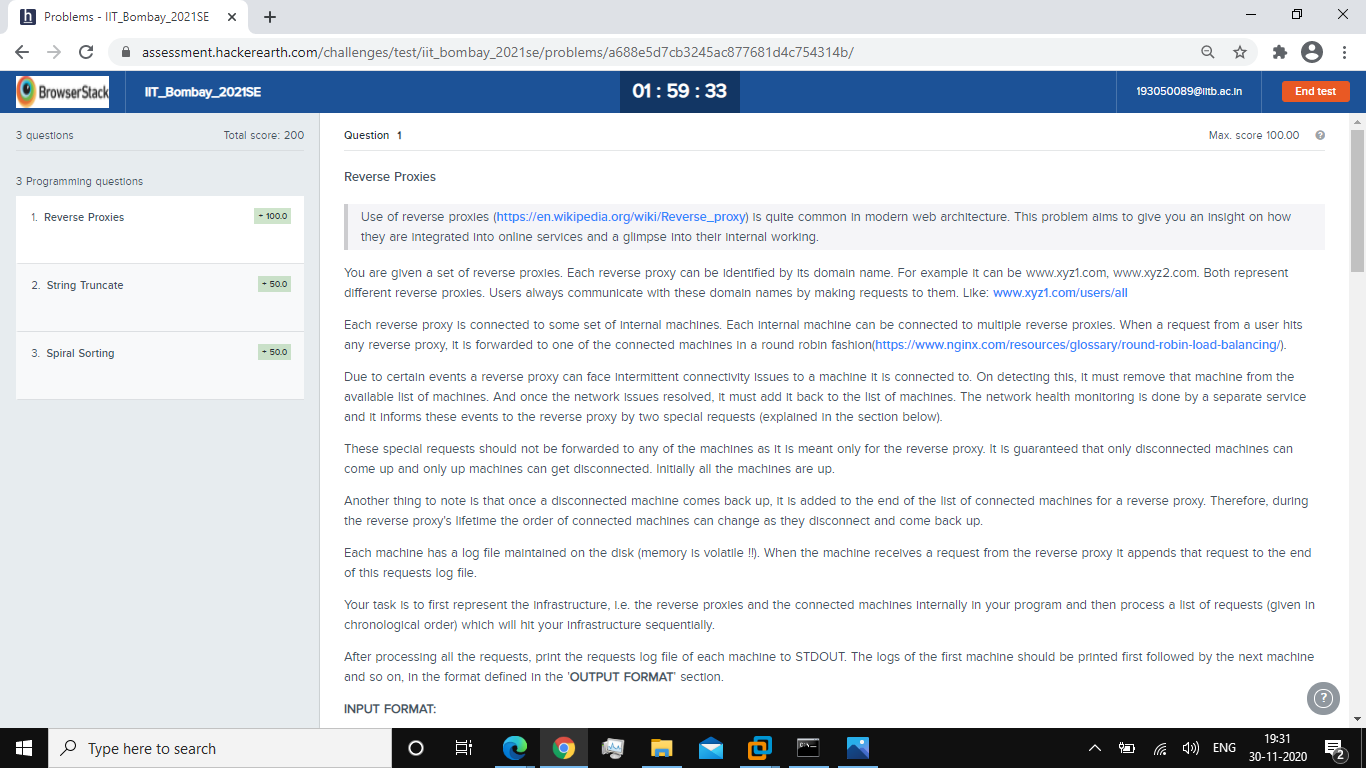 Problems - IIT_Bombay_2021SE
assessment.hackerearth.com/challenges/test/iit_bombay_2021se/problems/a688e5d7cb3245ac877681d4c754314b/
BrowserStack
IIT_Bombay_2021SE
01 : 59 : 33
193050089@iitb.ac.in
End test
3 questions
Total score: 200
3 Programming questions
1. Reverse Proxies
+ 100.0
2. String Truncate
+ 50.0
3. Spiral Sorting
+ 50.0
Question 1
Max. score 100.00
Reverse Proxies
Use of reverse proxies (https://en.wikipedia.org/wiki/Reverse_proxy) is quite common in modern web architecture. This problem aims to give you an insight on how
they are integrated into online services and a glimpse into their internal working.
You are given a set of reverse proxies. Each reverse proxy can be identified by its domain name. For example it can be www.xyz1.com, www.xyz2.com. Both represent
different reverse proxies. Users always communicate with these domain names by making requests to them. Like: www.xyz1.com/users/all
Each reverse proxy is connected to some set of internal machines. Each internal machine can be connected to multiple reverse proxies. When a request from a user hits
any reverse proxy, it is forwarded to one of the connected machines in a round robin fashion(https://www.nginx.com/resources/glossary/round-robin-load-balancing/).
Due to certain events a reverse proxy can face intermittent connectivity issues to a machine it is connected to. On detecting this, it must remove that machine from the
available list of machines. And once the network issues resolved, it must add it back to the list of machines. The network health monitoring is done by a separate service
and it informs these events to the reverse proxy by two special requests (explained in the section below).
These special requests should not be forwarded to any of the machines as it is meant only for the reverse proxy. It is guaranteed that only disconnected machines can
come up and only up machines can get disconnected. Initially all the machines are up.
Another thing to note is that once a disconnected machine comes back up, it is added to the end of the list of connected machines for a reverse proxy. Therefore, during
the reverse proxy's lifetime the order of connected machines can change as they disconnect and come back up.
Each machine has a log file maintained on the disk (memory is volatile !!). When the machine receives a request from the reverse proxy it appends that request to the end
of this requests log file.
Your task is to first represent the infrastructure, i.e. the reverse proxies and the connected machines internally in your program and then process a list of requests (given in
chronological order) which will hit your infrastructure sequentially.
After processing all the requests, print the requests log file of each machine to STDOUT. The logs of the first machine should be printed first followed by the next machine
and so on, in the format defined in the 'OUTPUT FORMAT' section.
INPUT FORMAT:
Type here to search
ENG
19:31
30-11-2020
2